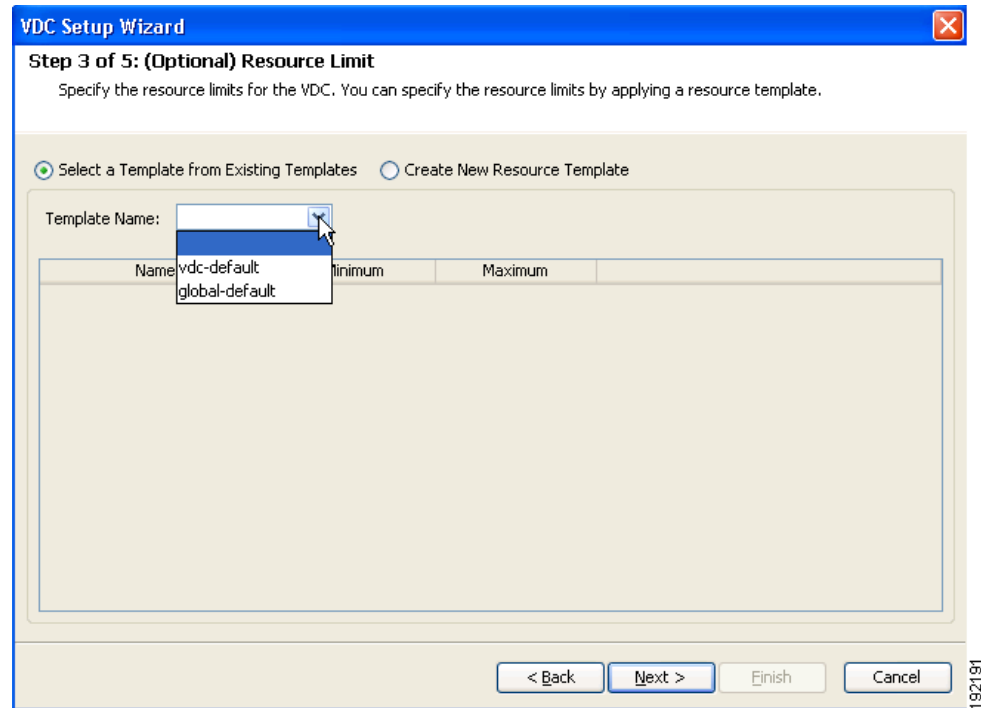 VDC Setup Wizard
Step 3 of 5: (Optional) Resource Limit
Specify the resource limits for the VDC. You can specify the resource limits by applying a resource template.
Select a Template from Existing Templates Create New Resource Template
Template Name:
Name Minimum Maximum
vdc-default
global-default
< Back Next > Finish Cancel
192191